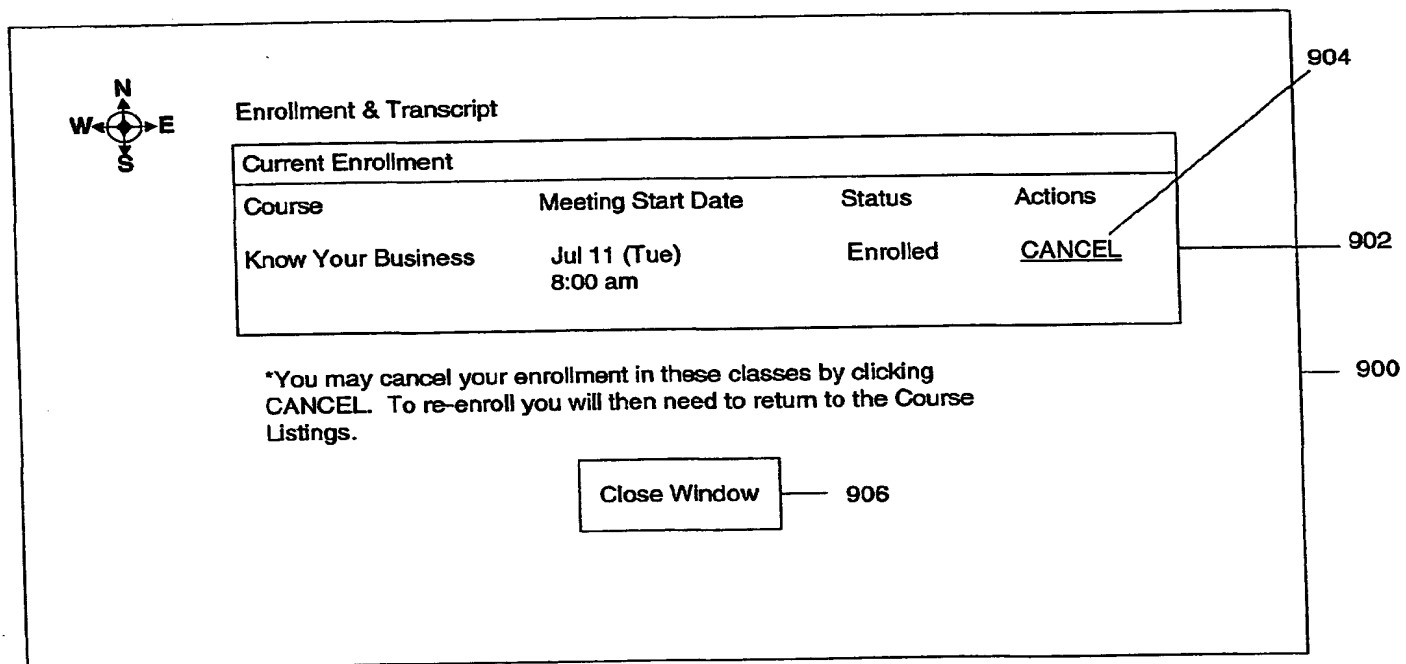 904
N
W E
S
Enrollment & Transcript
Current Enrollment
Course Meeting Start Date Status Actions
Know Your Business Jul 11 (Tue) Enrolled CANCEL
8:00 am
902
900
*You may cancel your enrollment in these classes by clicking
CANCEL. To re-enroll you will then need to return to the Course
Listings.
Close Window
906